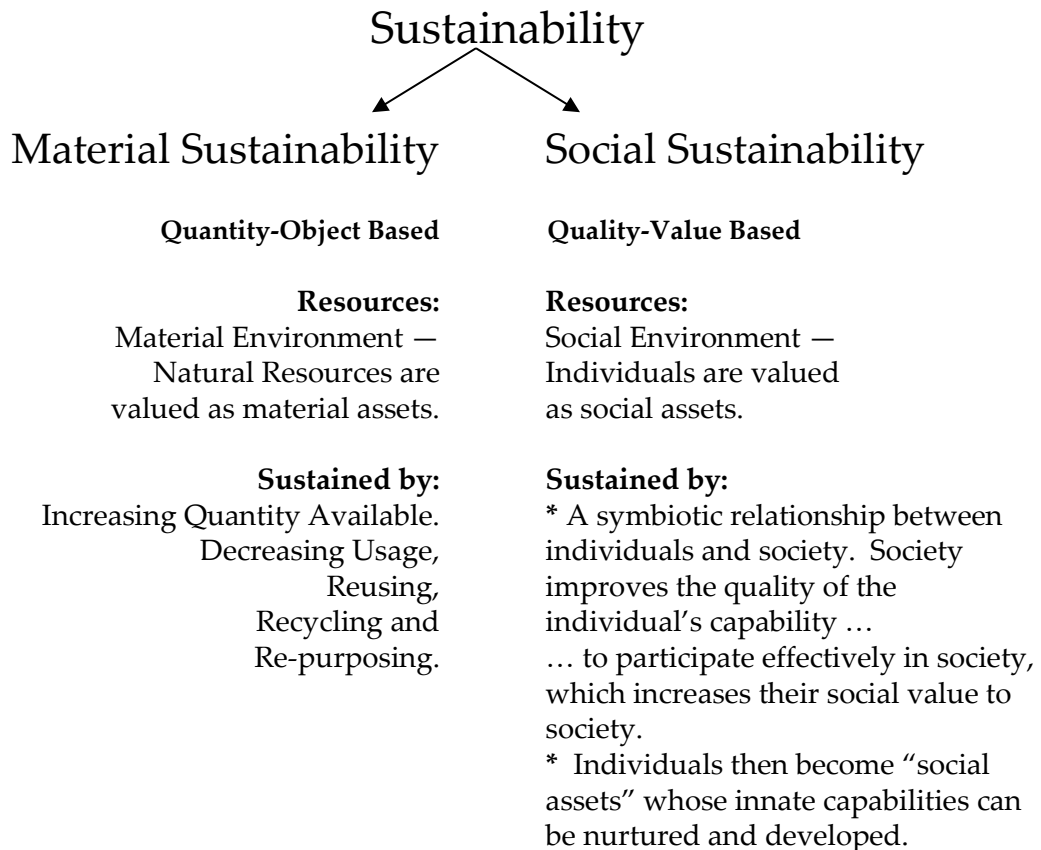 Sustainability
Material Sustainability
Quantity-Object Based
Resources:
Material Environment —
Natural Resources are
valued as material assets.
Sustained by:
Increasing Quantity Available.
Decreasing Usage,
Reusing,
Recycling and
Re-purposing.
Social Sustainability
Quality-Value Based
Resources:
Social Environment —
Individuals are valued
as social assets.
Sustained by:
* A symbiotic relationship between
individuals and society.  Society
improves the quality of the
individual’s capability …
… to participate effectively in society,
which increases their social value to
society.
*  Individuals then become “social
assets” whose innate capabilities can
be nurtured and developed.